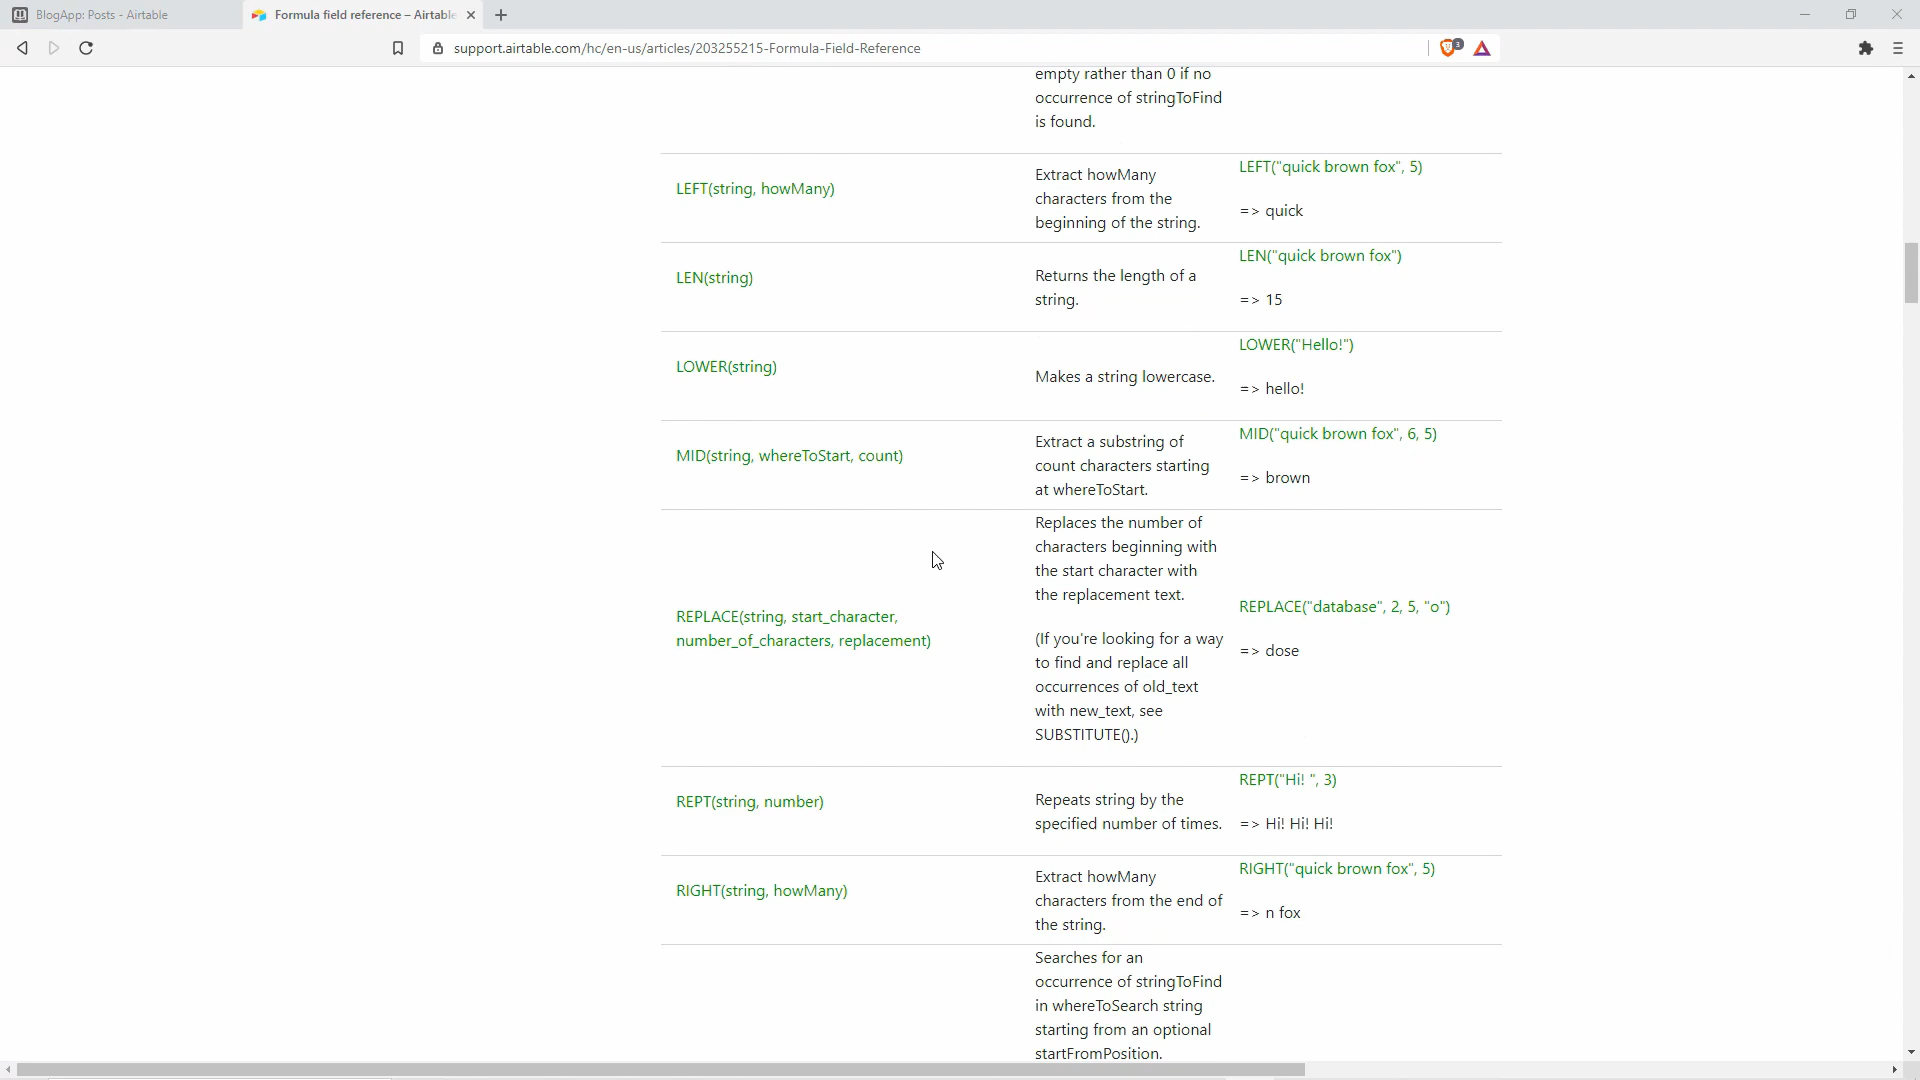 BlogApp: Posts - Airtable
Formula field reference – Airtable
support.airtable.com/hc/en-us/articles/203255215-Formula-Field-Reference
3
empty rather than 0 if no
occurrence of stringToFind
is found.
LEFT(string, howMany)
Extract howMany
characters from the
beginning of the string.
LEFT("quick brown fox", 5)
=> quick
LEN(string)
Returns the length of a
string.
LEN("quick brown fox")
=> 15
LOWER(string)
Makes a string lowercase.
LOWER("Hello!")
=> hello!
MID(string, whereToStart, count)
Extract a substring of
count characters starting
at whereToStart.
MID("quick brown fox", 6, 5)
=> brown
REPLACE(string, start_character,
number_of_characters, replacement)
Replaces the number of
characters beginning with
the start character with
the replacement text.
(If you're looking for a way
to find and replace all
occurrences of old_text
with new_text, see
SUBSTITUTE().)
REPLACE("database", 2, 5, "o")
=> dose
REPT(string, number)
Repeats string by the
specified number of times.
REPT("Hi! ", 3)
=> Hi! Hi! Hi!
RIGHT(string, howMany)
Extract howMany
characters from the end of
the string.
RIGHT("quick brown fox", 5)
=> n fox
Searches for an
occurrence of stringToFind
in whereToSearch string
starting from an optional
startFromPosition.